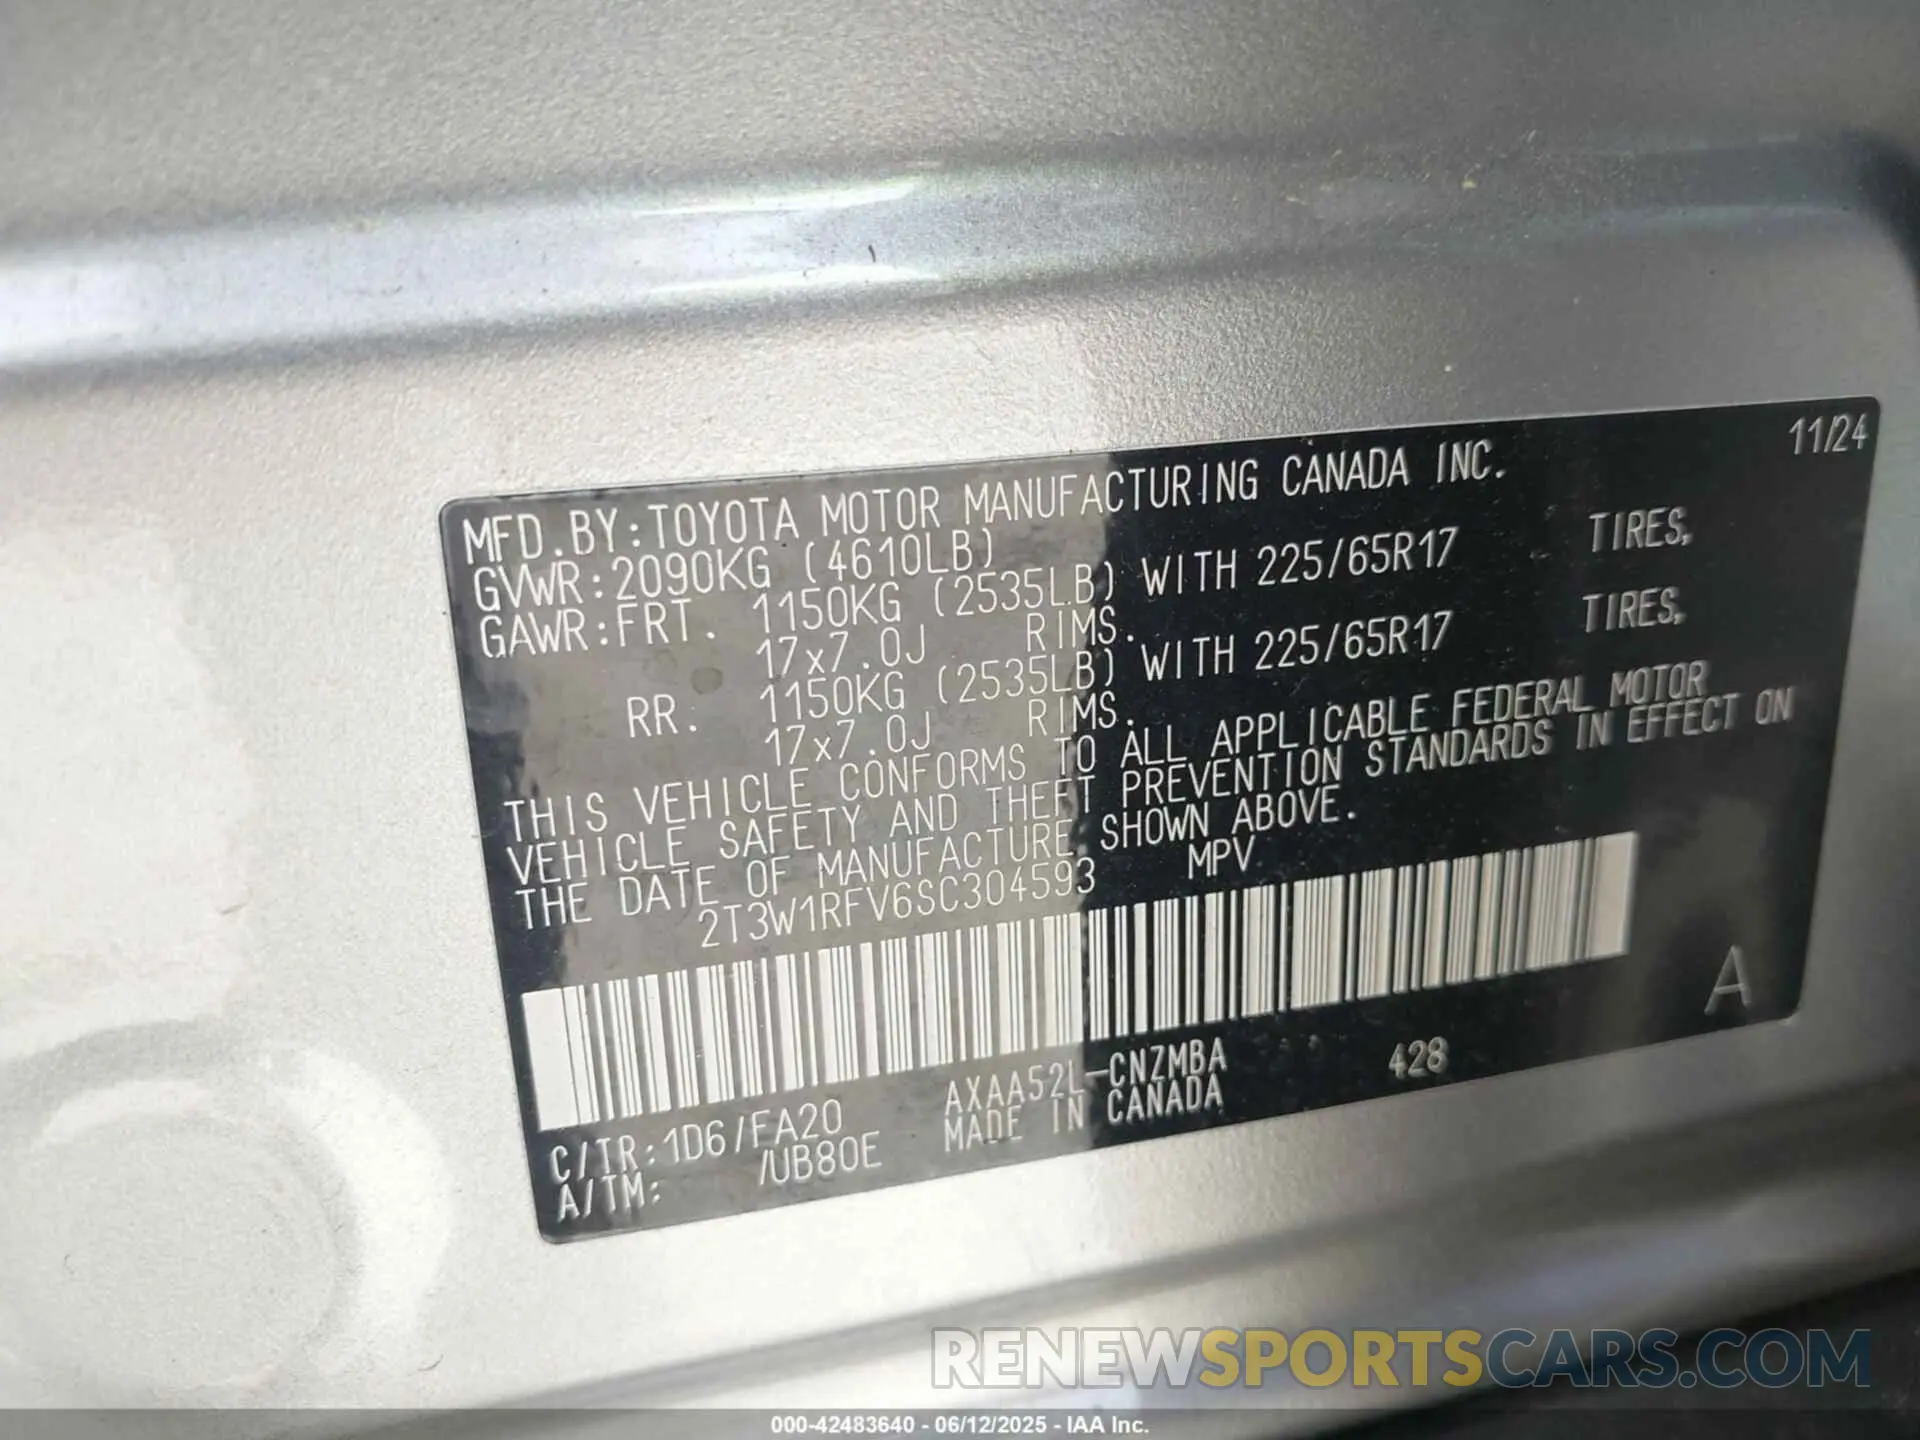 11/24
MFD.BY:TOYOTA MOTOR MANUFACTURING CANADA INC.
GVWR:2090KG (4610LB)
GAWR:FRT. 1150KG (2535LB) WITH 225/65R17 TIRES,
17x7.0J RIMS.
RR. 1150KG (2535LB) WITH 225/65R17 TIRES,
17x7.0J RIMS.
THIS VEHICLE CONFORMS TO ALL APPLICABLE FEDERAL MOTOR
VEHICLE SAFETY AND THEFT PREVENTION STANDARDS IN EFFECT ON
THE DATE OF MANUFACTURE SHOWN ABOVE.
2T3W1RFV6SC304593 MPV
A
C/TR:1D6/FA20 AXAA52L-CNZMBA 428
A/TM: /UB80E MADE IN CANADA
RENEWSPORTSCARS.COM
000-42483640 - 06/12/2025 - IAA Inc.